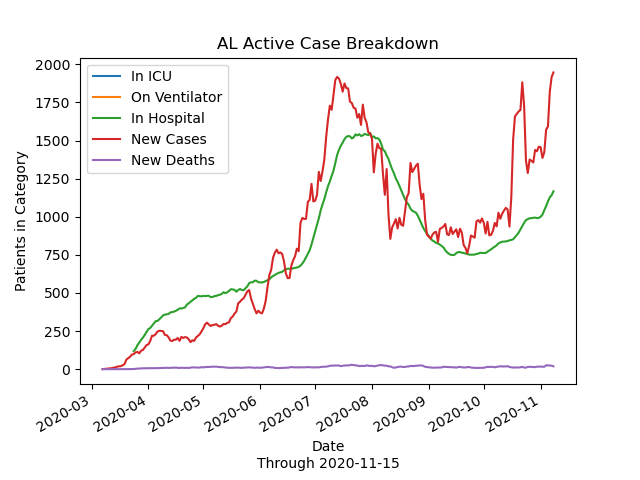 AL Active Case Breakdown
In ICU
On Ventilator
In Hospital
New Cases
New Deaths
Patients in Category
2000
1750
1500
1250
1000
750
500
250
0
2020-03
2020-04
2020-05
2020-06
2020-07
2020-08
2020-09
2020-10
2020-11
Date
Through 2020-11-15